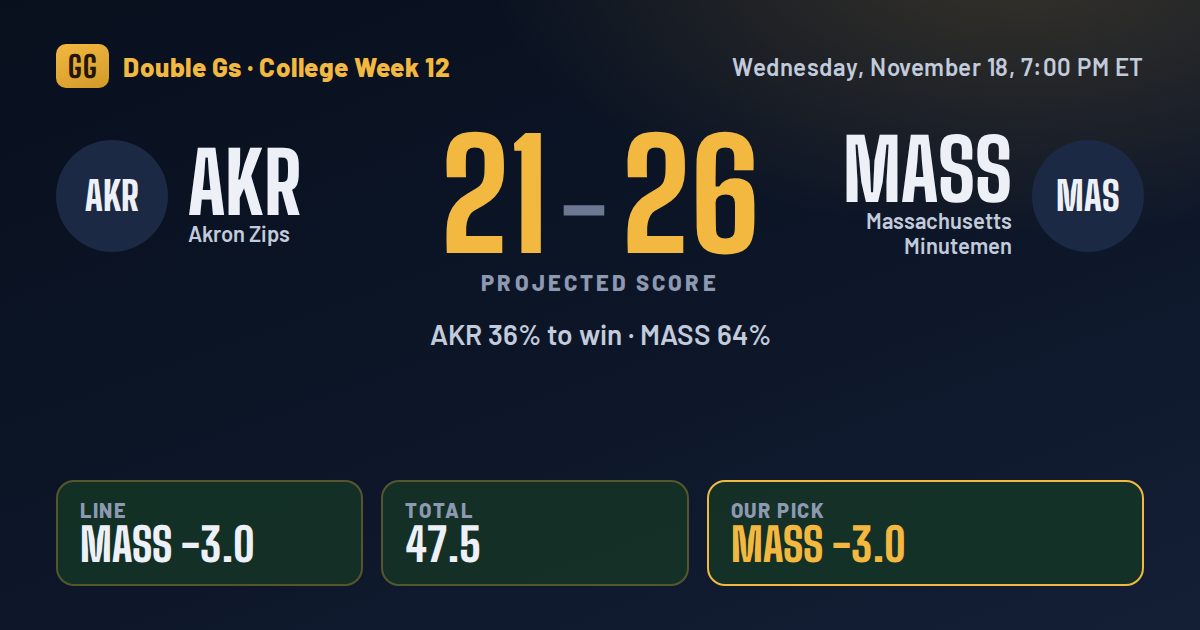 GG Double Gs · College Week 12
Wednesday, November 18, 7:00 PM ET
AKR
AKR
Akron Zips
21 – 26
PROJECTED SCORE
AKR 36% to win · MASS 64%
MASS
Massachusetts
Minutemen
MAS
LINE
MASS −3.0
TOTAL
47.5
OUR PICK
MASS −3.0